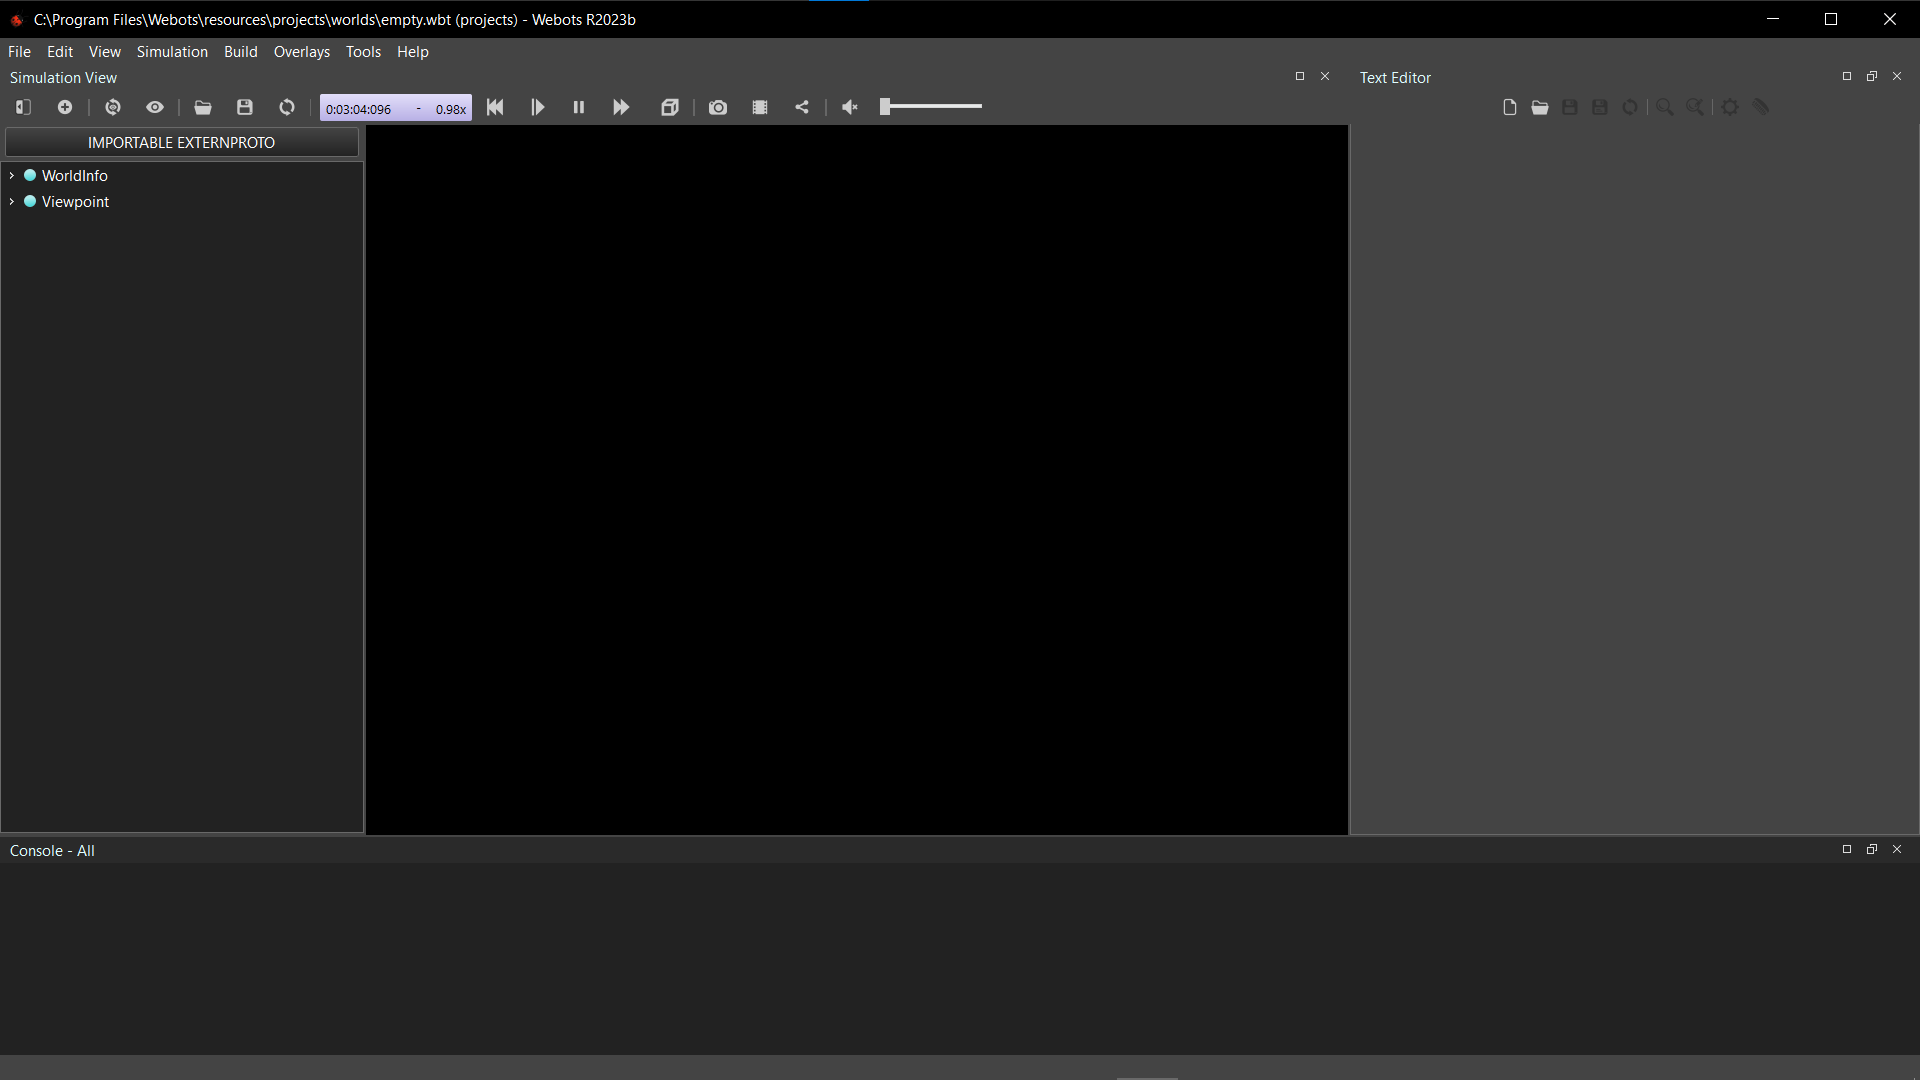 C:\Program Files\Webots\resources\projects\worlds\empty.wbt (projects) - Webots R2023b
File Edit View Simulation Build Overlays Tools Help
Simulation View
Text Editor
0:03:04:096 - 0.98x
IMPORTABLE EXTERNPROTO
WorldInfo
Viewpoint
Console - All